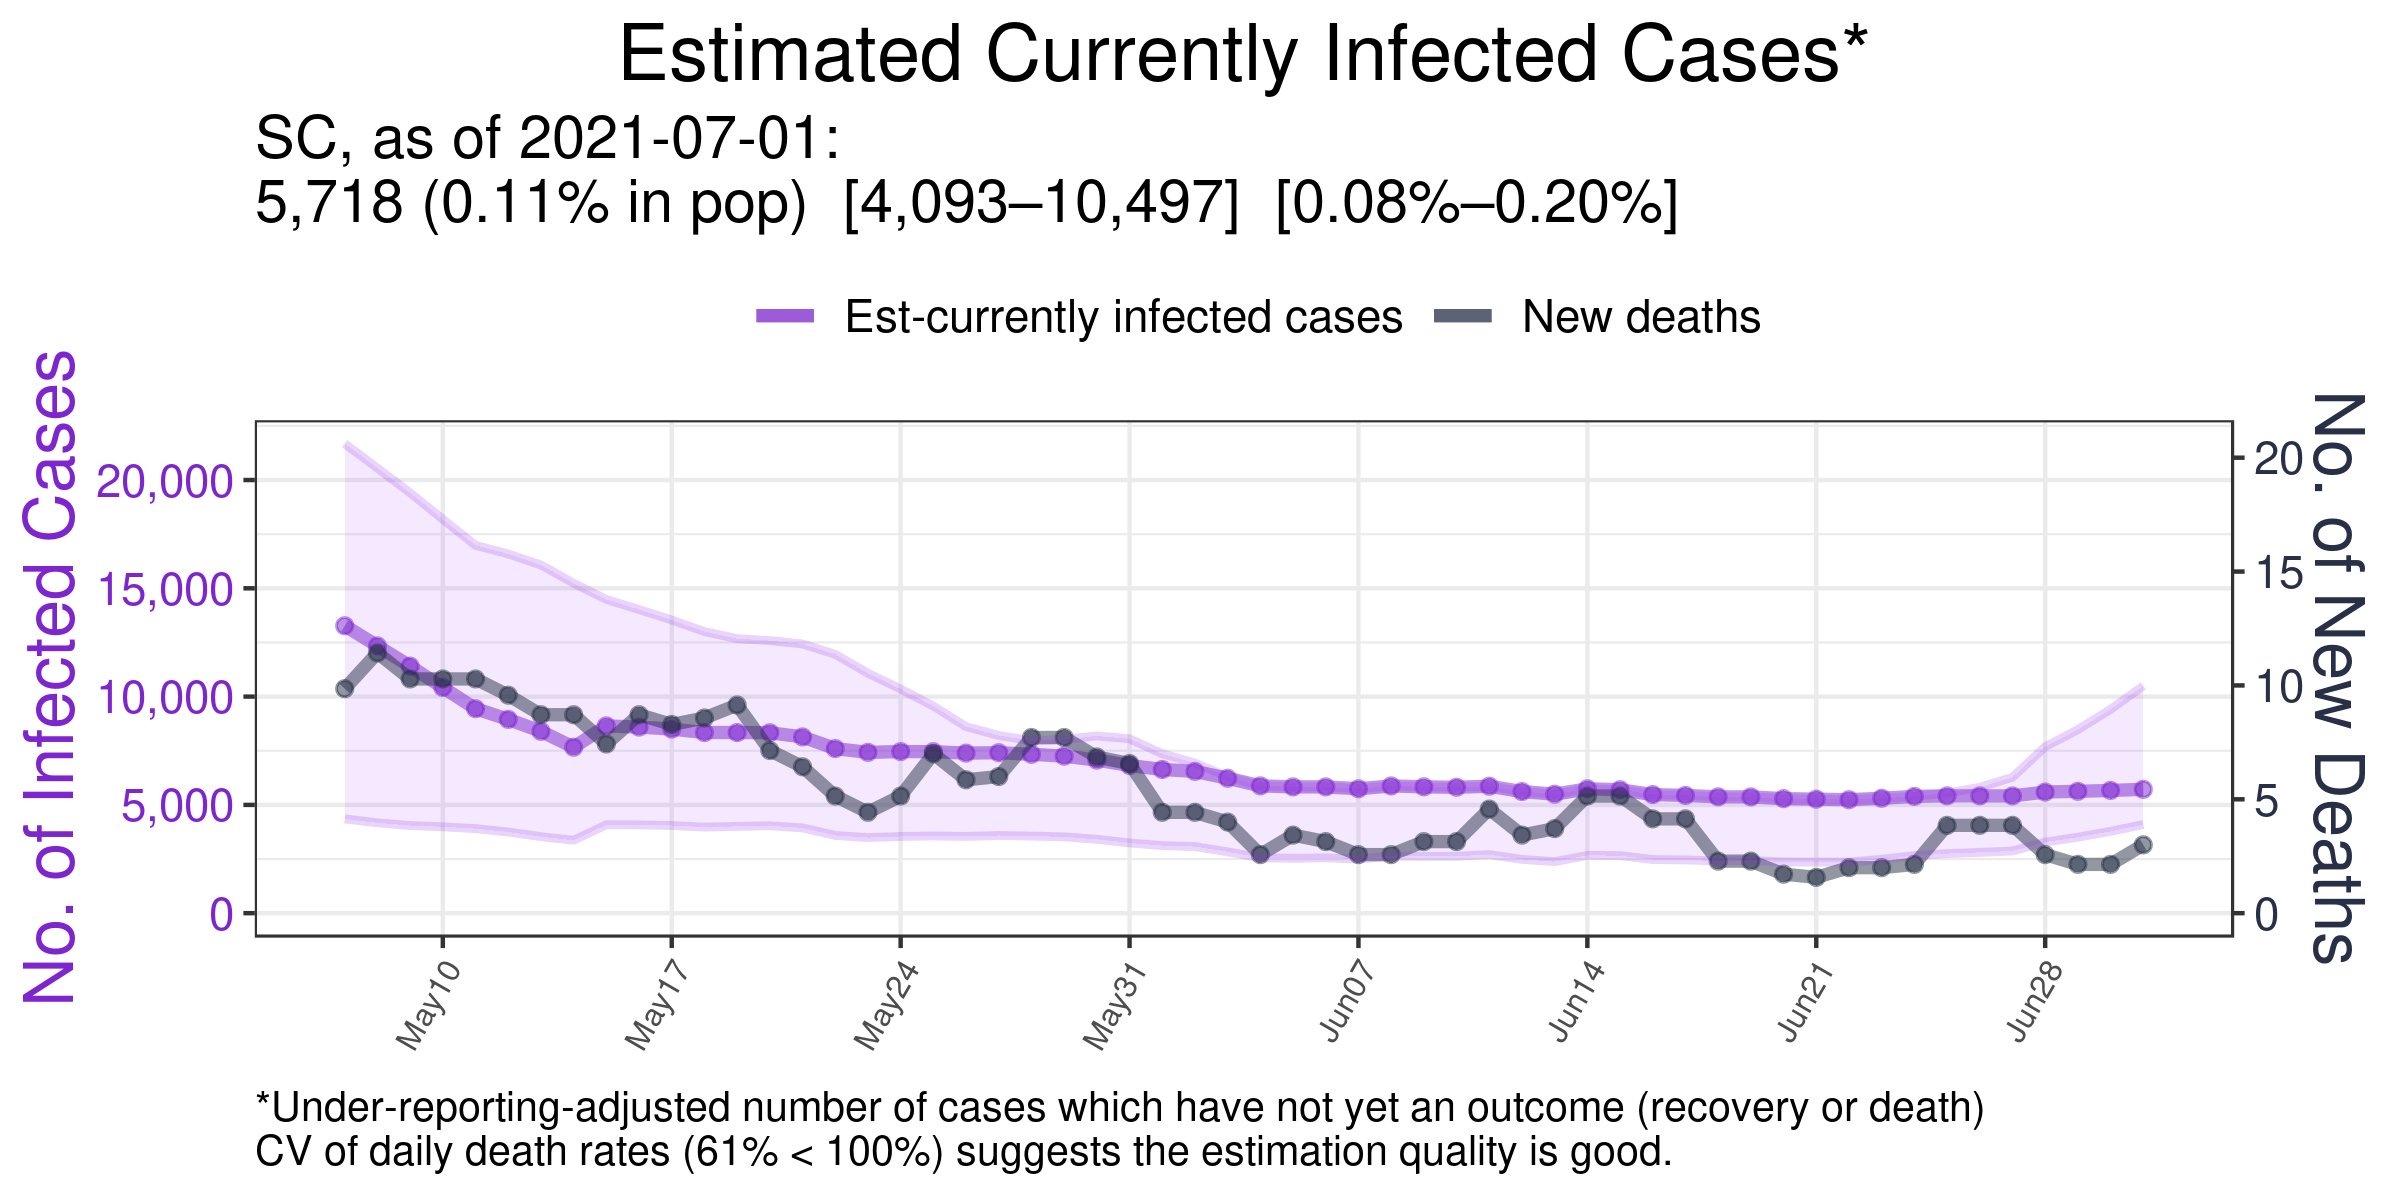 Estimated Currently Infected Cases*
SC, as of 2021-07-01:
5,718 (0.11% in pop)  [4,093–10,497]  [0.08%–0.20%]
Est-currently infected cases
New deaths
No. of Infected Cases
20,000
15,000
10,000
5,000
0
20
15
10
5
0
No. of New Deaths
May10
May17
May24
May31
Jun07
Jun14
Jun21
Jun28
*Under-reporting-adjusted number of cases which have not yet an outcome (recovery or death)
CV of daily death rates (61% < 100%) suggests the estimation quality is good.